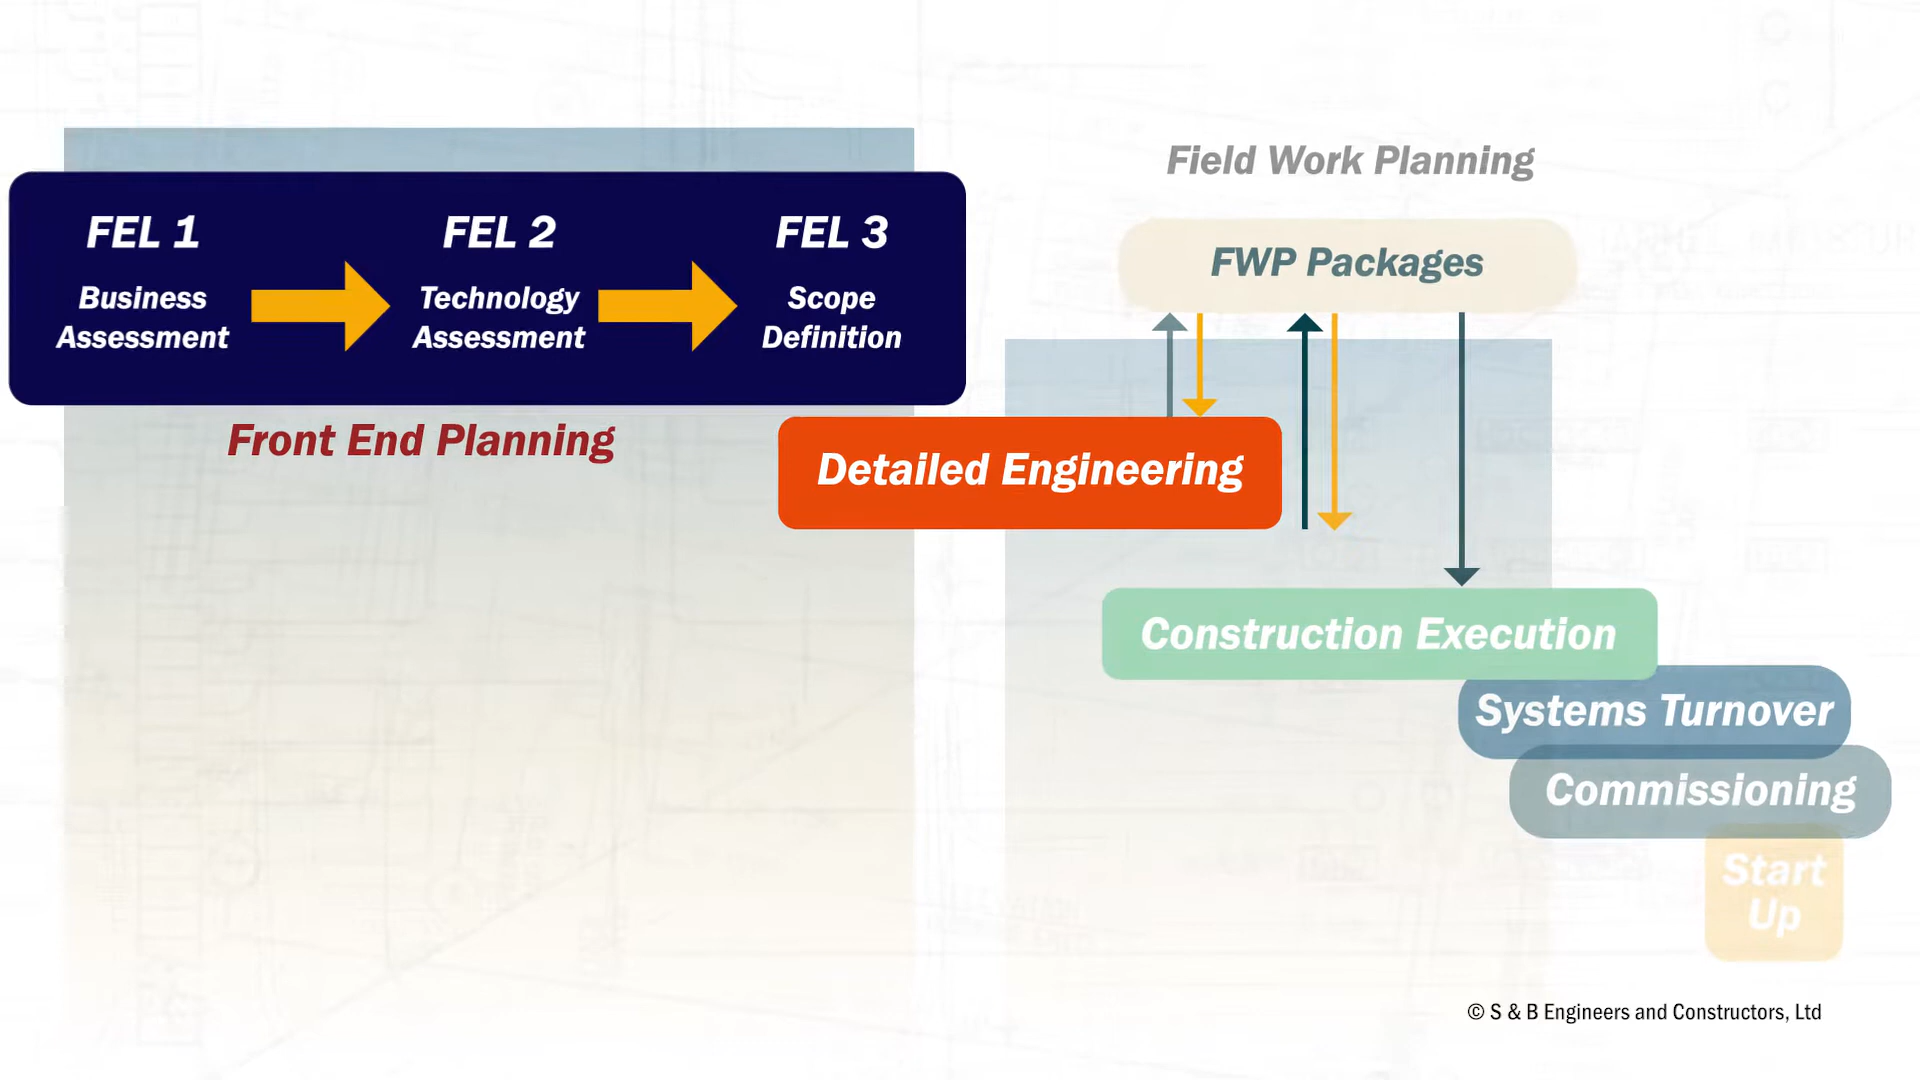 FEL 1
Business
Assessment
FEL 2
Technology
Assessment
FEL 3
Scope
Definition
Front End Planning
Field Work Planning
FWP Packages
Detailed Engineering
Construction Execution
Systems Turnover
Commissioning
Start
Up
© S & B Engineers and Constructors, Ltd